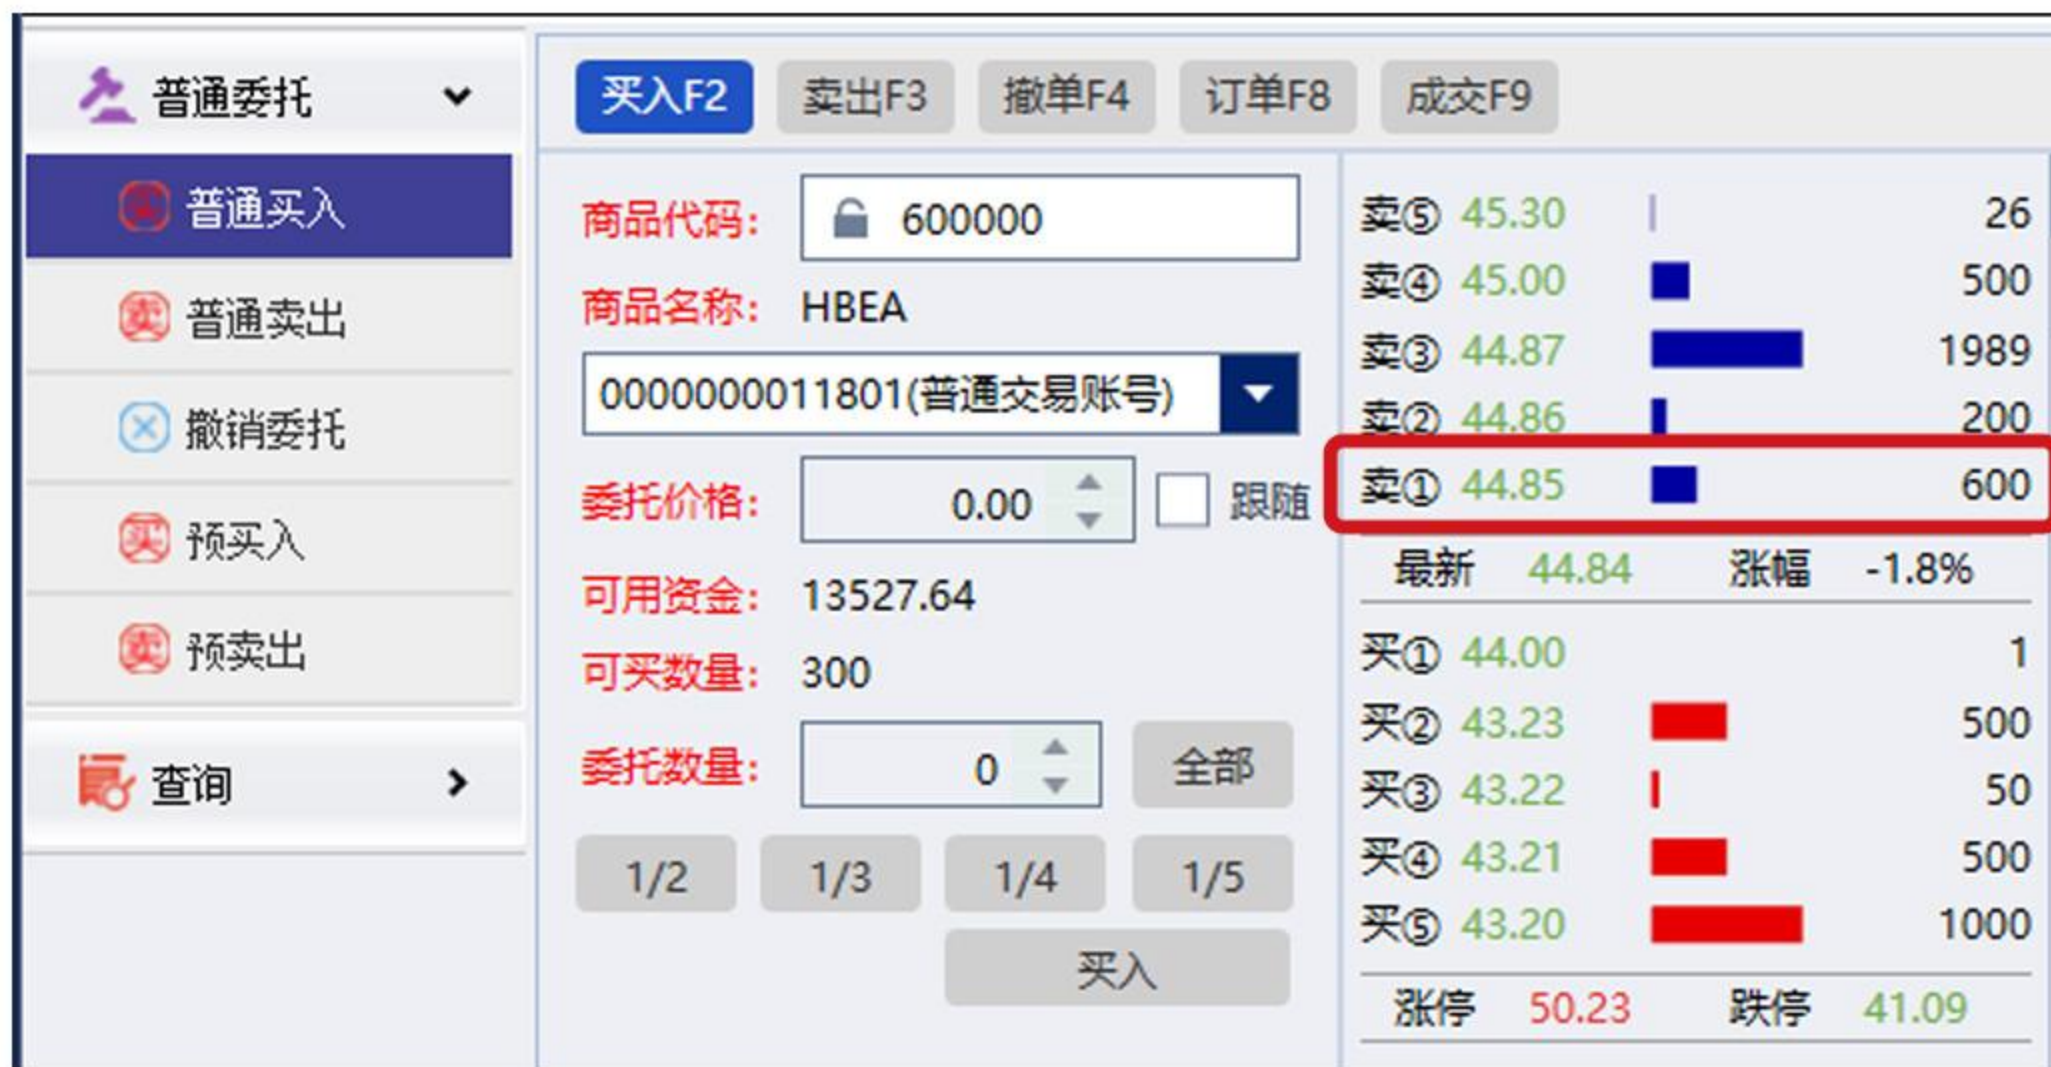 普通委托
普通买入
普通卖出
撤销委托
预买入
预卖出
查询
买入F2 卖出F3 撤单F4 订单F8 成交F9
商品代码: 600000
商品名称: HBEA
0000000011801(普通交易账号)
委托价格: 0.00 跟随
可用资金: 13527.64
可买数量: 300
委托数量: 0 全部
1/2 1/3 1/4 1/5
买入
卖⑤ 45.30 26
卖④ 45.00 500
卖③ 44.87 1989
卖② 44.86 200
卖① 44.85 600
最新 44.84 涨幅 -1.8%
买① 44.00 1
买② 43.23 500
买③ 43.22 50
买④ 43.21 500
买⑤ 43.20 1000
涨停 50.23 跌停 41.09